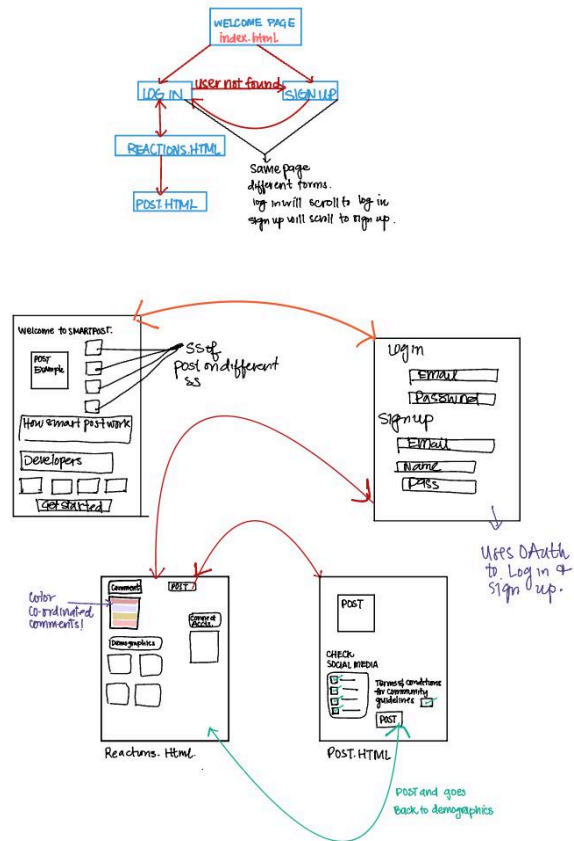 WELCOME PAGE
index.html
LOG IN
user not found
SIGN UP
REACTIONS.HTML
POST.HTML
Same page
different forms.
log in will scroll to log in
sign up will scroll to sign up.
Welcome to SMARTPOST.
POST
Example
SS of
post on different
SS
How smart post work
Developers
Get started
Log in
Email
Password
Sign up
Email
Name
Pass
Uses OAuth
to Log in &
sign up.
Color
Co-ordinated
comments!
Comment
POST
Connect
Accs.
Demographics
Reactions.Html
POST
CHECK
SOCIAL MEDIA
Terms & conditions
for community
guidelines
POST
POST.HTML
POST and goes
Back to demographics